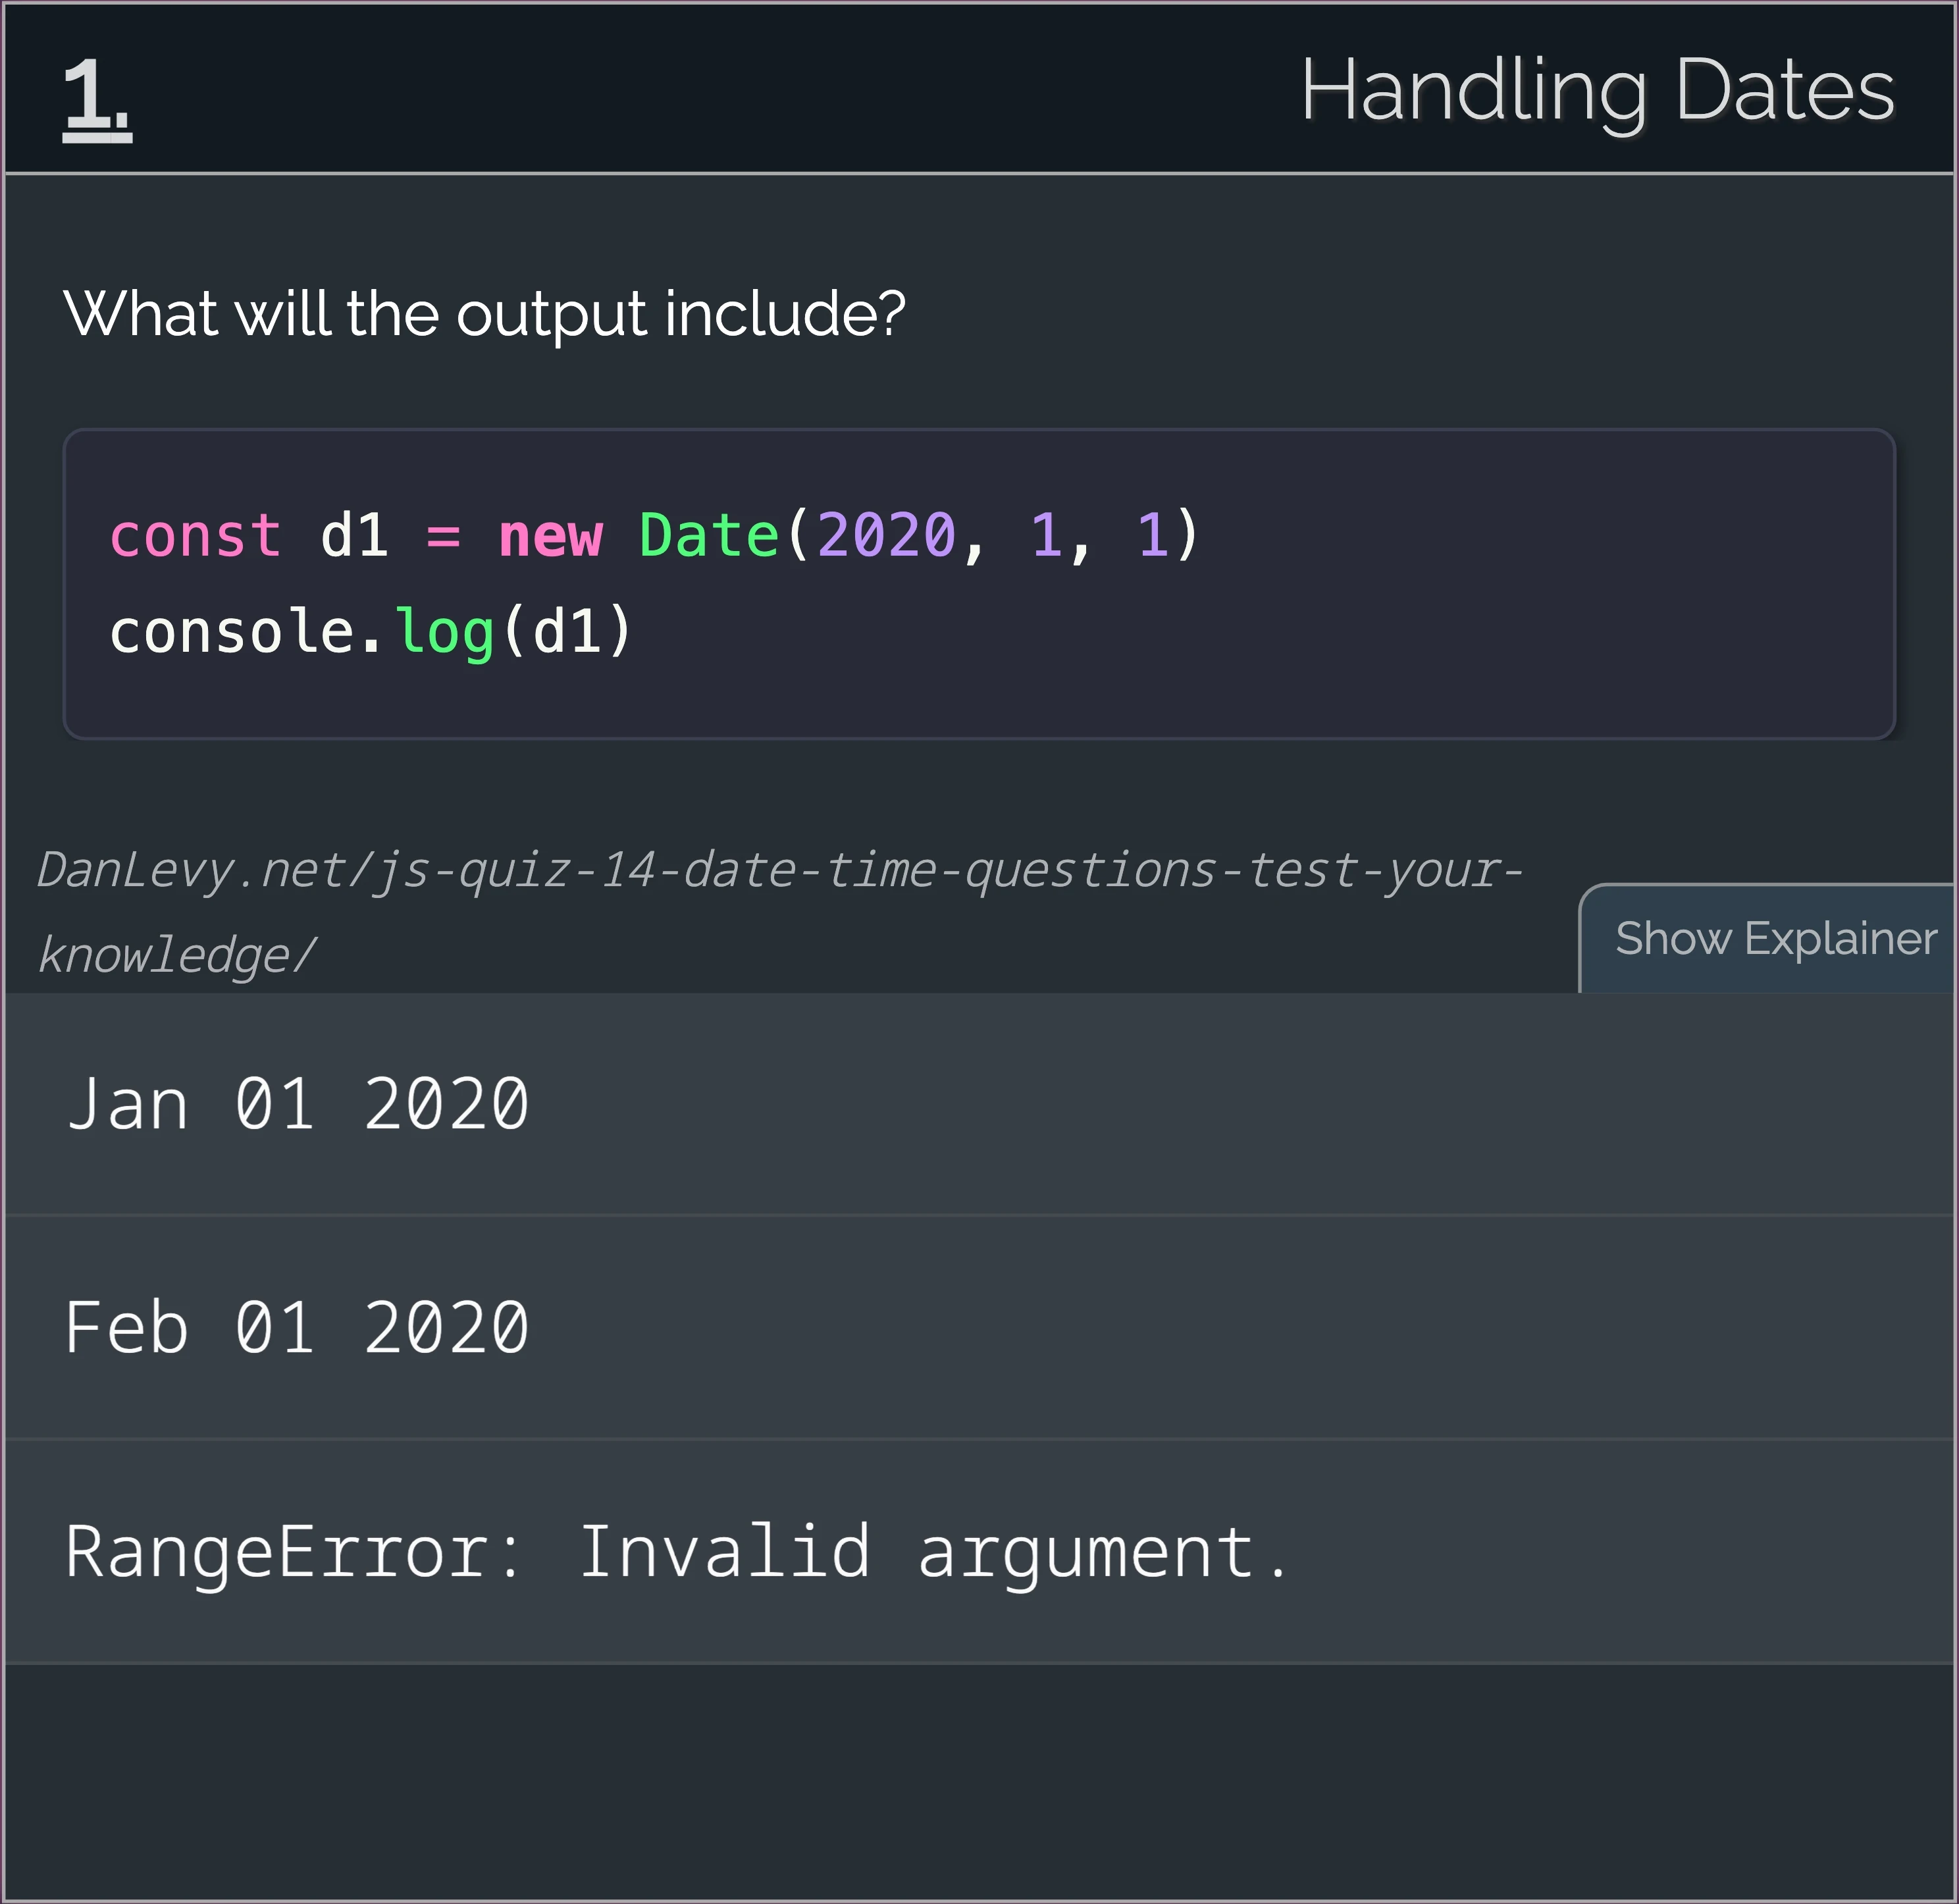 1.
Handling Dates
What will the output include?
const d1 = new Date(2020, 1, 1)
console.log(d1)
DanLevy.net/js-quiz-14-date-time-questions-test-your-
knowledge/
Show Explainer
Jan 01 2020
Feb 01 2020
RangeError: Invalid argument.